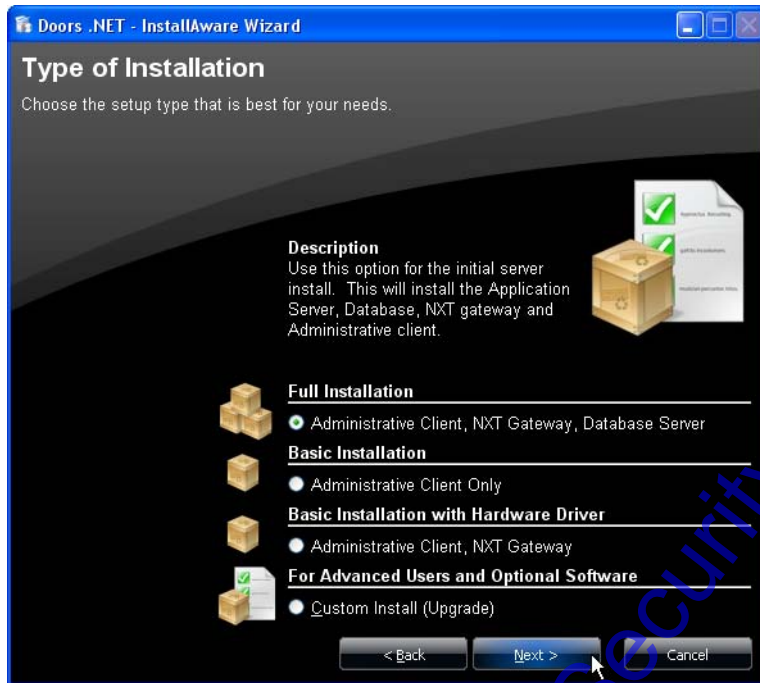 Doors .NET - InstallAware Wizard
Type of Installation
Choose the setup type that is best for your needs.
Description
Use this option for the initial server
install. This will install the Application
Server, Database, NXT gateway and
Administrative client.
Full Installation
Administrative Client, NXT Gateway, Database Server
Basic Installation
Administrative Client Only
Basic Installation with Hardware Driver
Administrative Client, NXT Gateway
For Advanced Users and Optional Software
Custom Install (Upgrade)
< Back
Next >
Cancel
Security